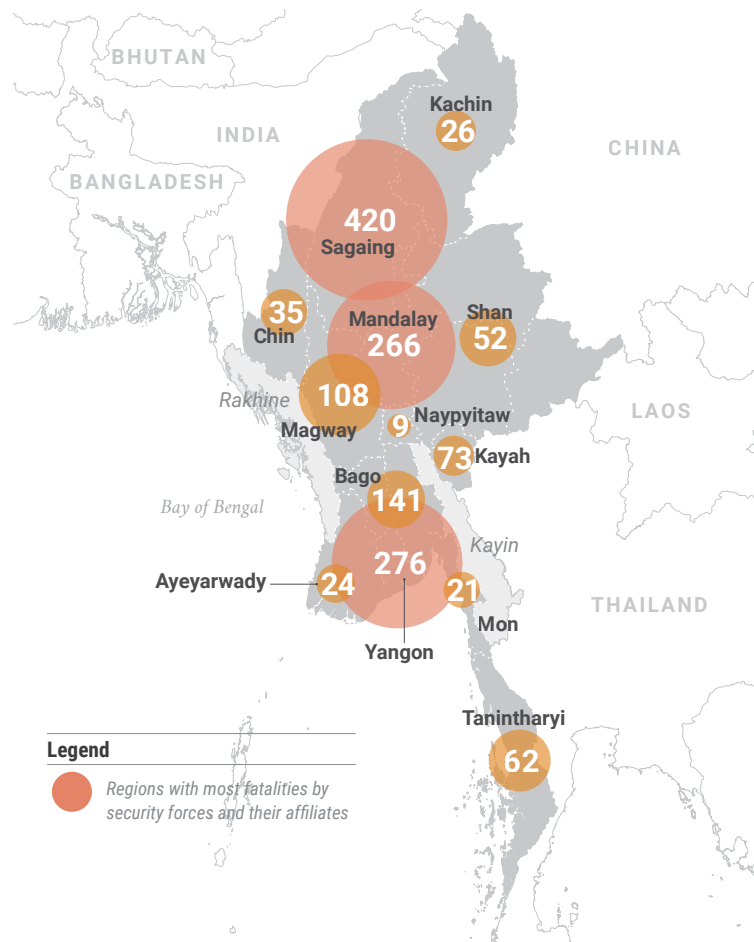 BHUTAN
Kachin
26
INDIA
CHINA
BANGLADESH
420
Sagaing
35
Chin
Mandalay
266
Shan
52
Rakhine
108
Magway
9
Naypyitaw
LAOS
73
Kayah
Bago
141
Bay of Bengal
276
Kayin
Ayeyarwady
24
21
THAILAND
Mon
Yangon
Tanintharyi
62
Legend
Regions with most fatalities by
security forces and their affiliates